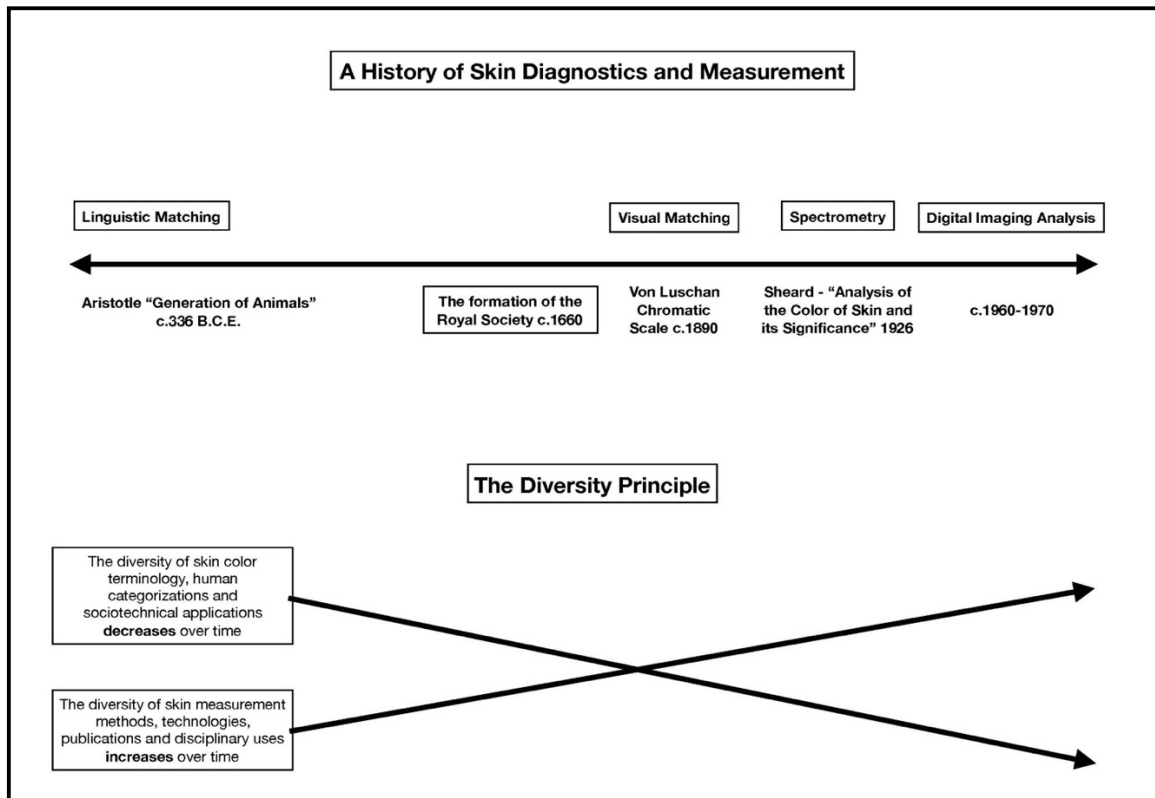 A History of Skin Diagnostics and Measurement
Linguistic Matching
Visual Matching
Spectrometry
Digital Imaging Analysis
Aristotle “Generation of Animals”
c.336 B.C.E.
The formation of the
Royal Society c.1660
Von Luschan
Chromatic
Scale c.1890
Sheard - “Analysis of
the Color of Skin and
its Significance” 1926
c.1960-1970
The Diversity Principle
The diversity of skin color
terminology, human
categorizations and
sociotechnical applications
decreases over time
The diversity of skin measurement
methods, technologies,
publications and disciplinary uses
increases over time